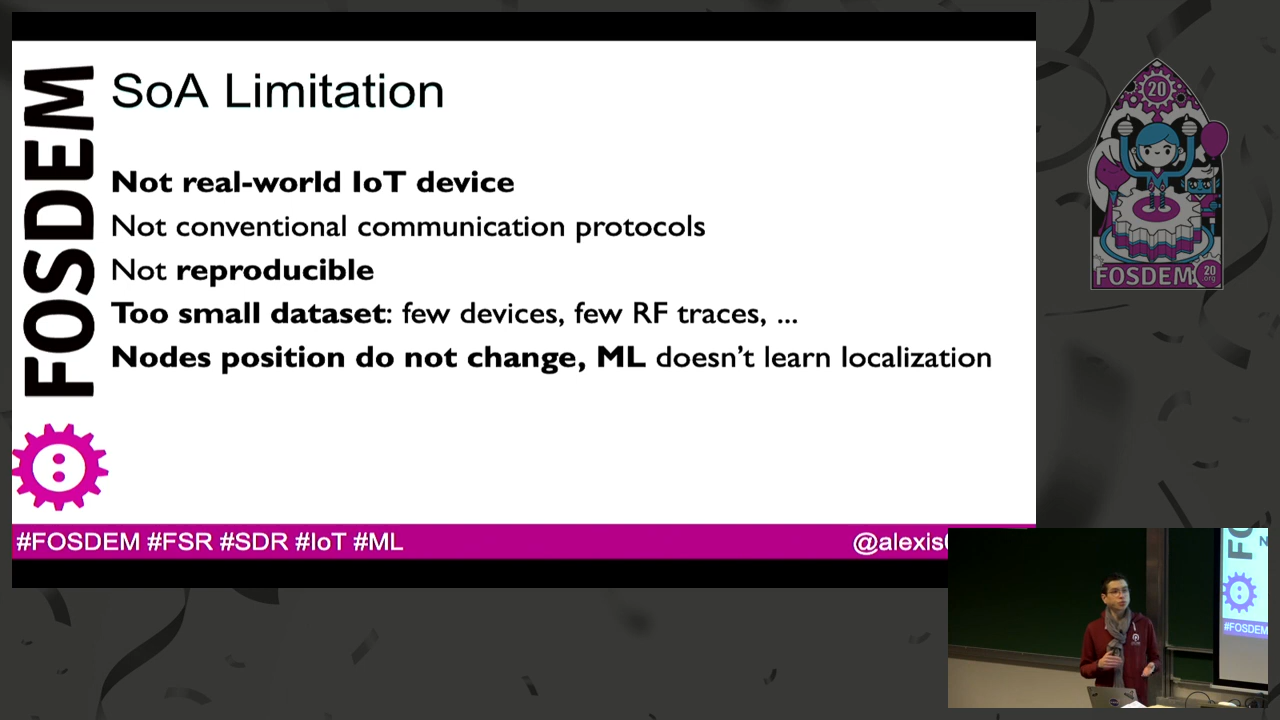 SoA Limitation
Not real-world IoT device
Not conventional communication protocols
Not reproducible
Too small dataset: few devices, few RF traces, ...
Nodes position do not change, ML doesn’t learn localization
FOSDEM
#FOSDEM #FSR #SDR #IoT #ML
20
FOSDEM
20
.org
#FOSDEM